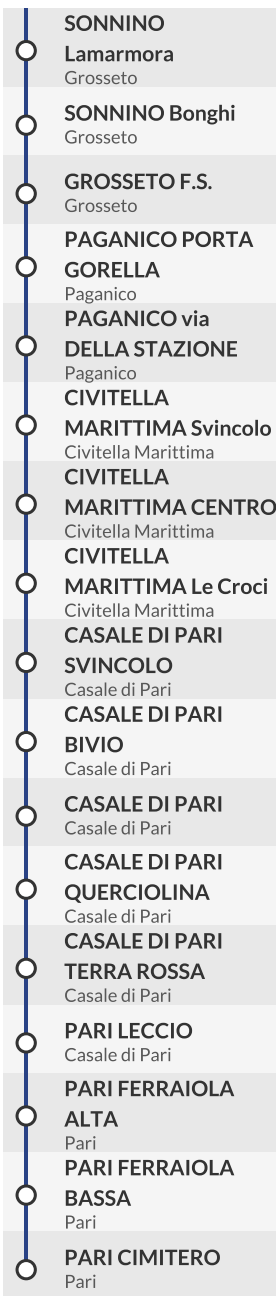 SONNINO
Lamarmora
Grosseto
SONNINO Bonghi
Grosseto
GROSSETO F.S.
Grosseto
PAGANICO PORTA
GORELLA
Paganico
PAGANICO via
DELLA STAZIONE
Paganico
CIVITELLA
MARITTIMA Svincolo
Civitella Marittima
CIVITELLA
MARITTIMA CENTRO
Civitella Marittima
CIVITELLA
MARITTIMA Le Croci
Civitella Marittima
CASALE DI PARI
SVINCOLO
Casale di Pari
CASALE DI PARI
BIVIO
Casale di Pari
CASALE DI PARI
Casale di Pari
CASALE DI PARI
QUERCIOLINA
Casale di Pari
CASALE DI PARI
TERRA ROSSA
Casale di Pari
PARI LECCIO
Casale di Pari
PARI FERRAIOLA
ALTA
Pari
PARI FERRAIOLA
BASSA
Pari
PARI CIMITERO
Pari